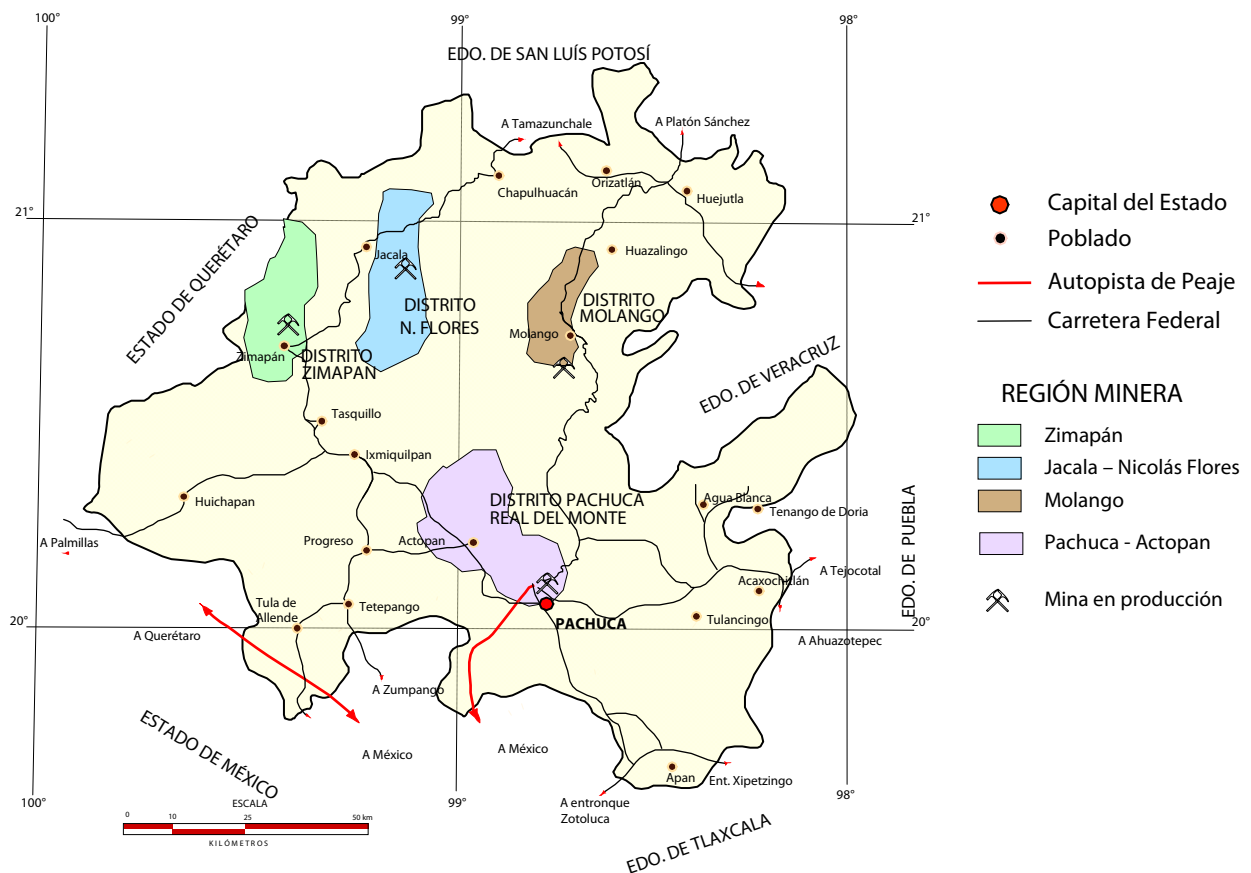 100°
99°
98°
EDO. DE SAN LUÍS POTOSÍ
A Tamazunchale
A Platón Sánchez
Chapulhuacán
Orizatlán
Huejutla
21°
21°
ESTADO DE QUERÉTARO
Jacala
Huazalingo
DISTRITO
N. FLORES
DISTRITO
MOLANGO
Molango
Zimapán
DISTRITO
ZIMAPAN
EDO. DE VERACRUZ
Tasquillo
Ixmiquilpan
Huichapan
DISTRITO PACHUCA
REAL DEL MONTE
Agua Blanca
Tenango de Doria
EDO. DE PUEBLA
A Palmillas
Progreso
Actopan
A Tejocotal
Acaxochitlán
Tula de
Allende
Tetepango
PACHUCA
Tulancingo
20°
20°
A Querétaro
A Ahuazotepec
A Zumpango
ESTADO DE MÉXICO
A México
A México
Apan
Ent. Xipetzingo
A entronque
Zotoluca
EDO. DE TLAXCALA
100°
99°
98°
ESCALA
0 10 25 50 km
KILÓMETROS
Capital del Estado
Poblado
Autopista de Peaje
Carretera Federal
REGIÓN MINERA
Zimapán
Jacala – Nicolás Flores
Molango
Pachuca - Actopan
Mina en producción